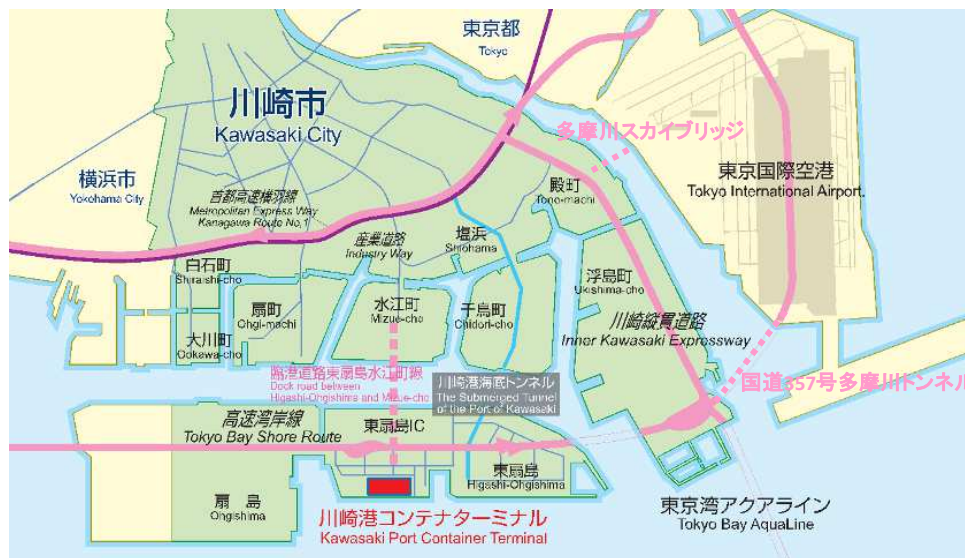 東京都
Tokyo
川崎市
Kawasaki City
多摩川スカイブリッジ
東京国際空港
Tokyo International Airport.
横浜市
Yokohama City
殿町
Tono-machi
首都高速横羽線
Metropolitan Express Way
Kanagawa Route No,1
産業道路
Industry Way
塩浜
Shiohama
白石町
Shiraishi-cho
扇町
Ohgi-machi
水江町
Mizue-cho
千鳥町
Chidori-cho
浮島町
Ukishima-cho
大川町
Ookawa-cho
川崎縦貫道路
Inner Kawasaki Expressway
臨港道路東扇島水江町線
Dock road between
Higashi-Ohgishima and Mizue-cho
川崎港海底トンネル
The Submerged Tunnel
of the Port of Kawasaki
国道357号多摩川トンネル
高速湾岸線
Tokyo Bay Shore Route
東扇島IC
東扇島
Higashi-Ohgishima
扇島
Ongishima
川崎港コンテナターミナル
Kawasaki Port Container Terminal
東京湾アクアライン
Tokyo Bay AquaLine